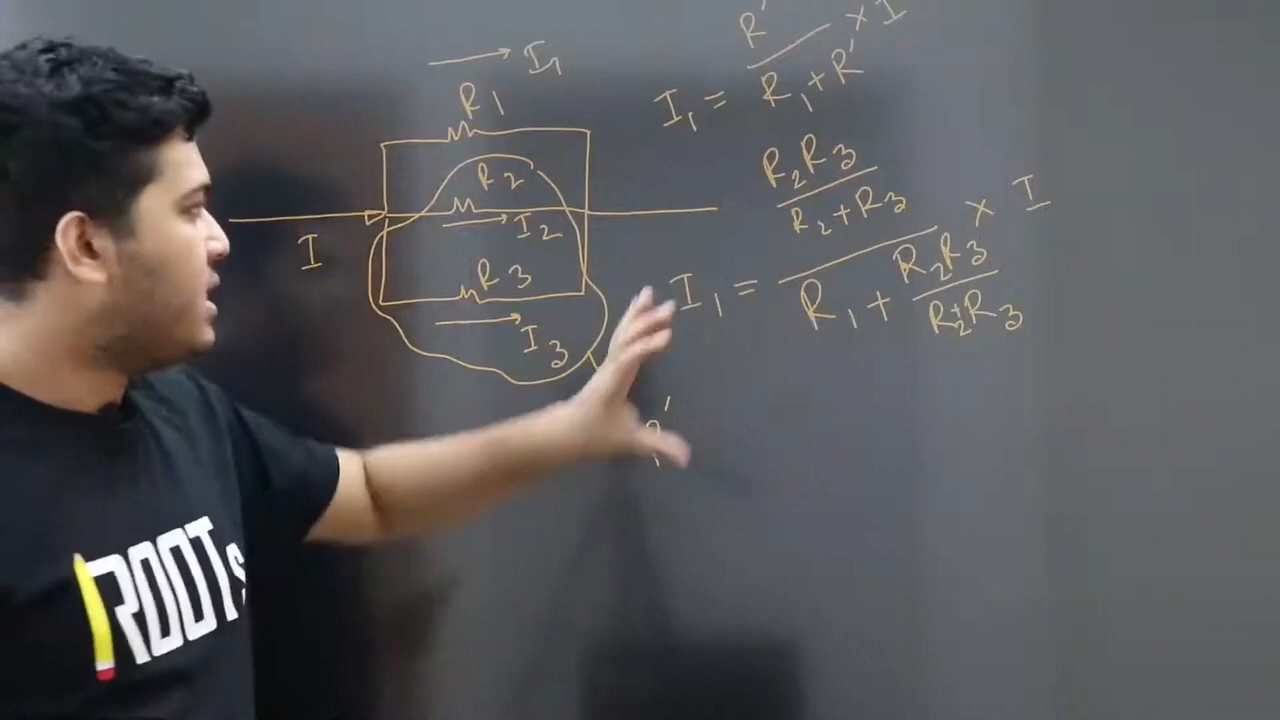 I₁
R₁
R₂
I
I₂
R₃
I₃
R'
I₁ = R' / (R₁ + R') × I
I₁ = (R₂R₃ / (R₂ + R₃)) / (R₁ + R₂R₃ / (R₂ + R₃)) × I
ROOTs